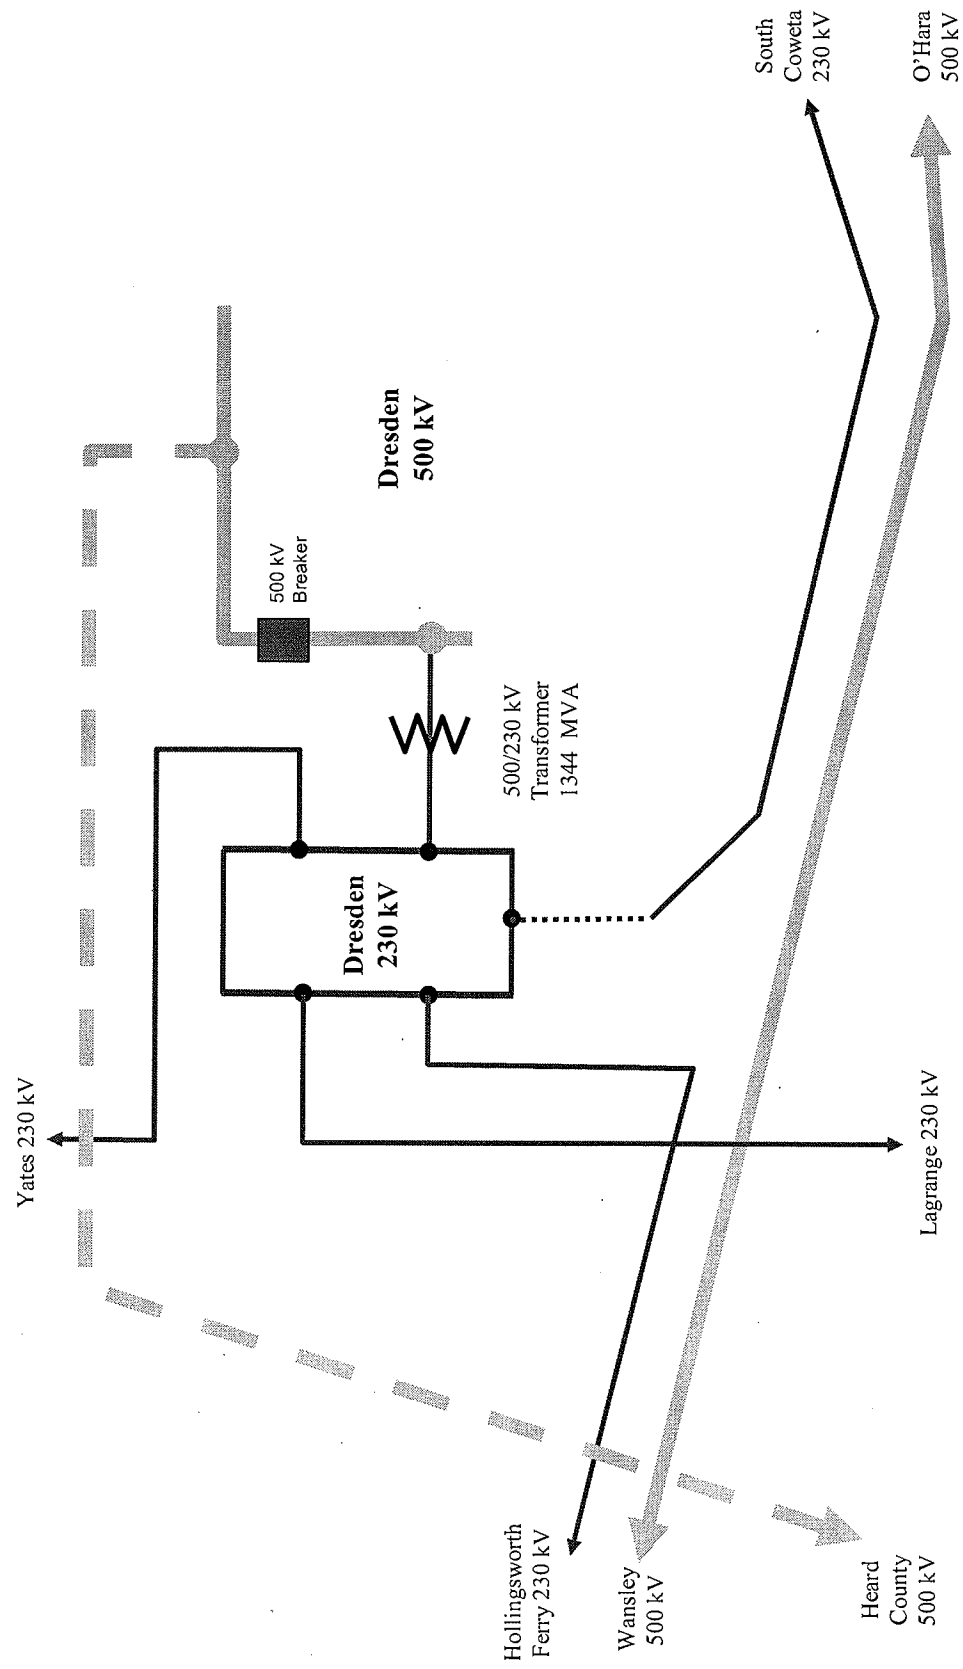 Yates 230 kV
Hollingsworth
Ferry 230 kV
Wansley
500 kV
Heard
County
500 kV
Dresden
230 kV
Lagrange 230 kV
500/230 kV
Transformer
1344 MVA
500 kV
Breaker
Dresden
500 kV
South
Coweta
230 kV
O'Hara
500 kV